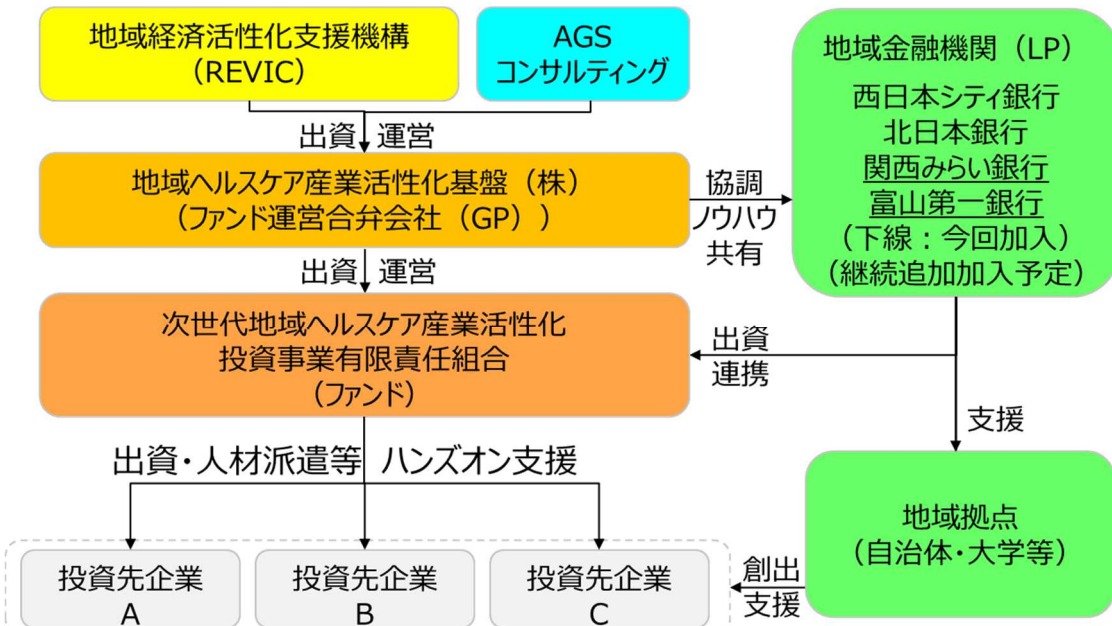 地域経済活性化支援機構
（REVIC）
AGS
コンサルティング
出資 運営
地域ヘルスケア産業活性化基盤（株）
（ファンド運営合弁会社（GP））
協調
ノウハウ
共有
地域金融機関（LP）
西日本シティ銀行
北日本銀行
関西みらい銀行
富山第一銀行
（下線：今回加入）
（継続追加加入予定）
出資 運営
次世代地域ヘルスケア産業活性化
投資事業有限責任組合
（ファンド）
出資
連携
支援
出資・人材派遣等 ハンズオン支援
地域拠点
（自治体・大学等）
創出
支援
投資先企業
A
投資先企業
B
投資先企業
C